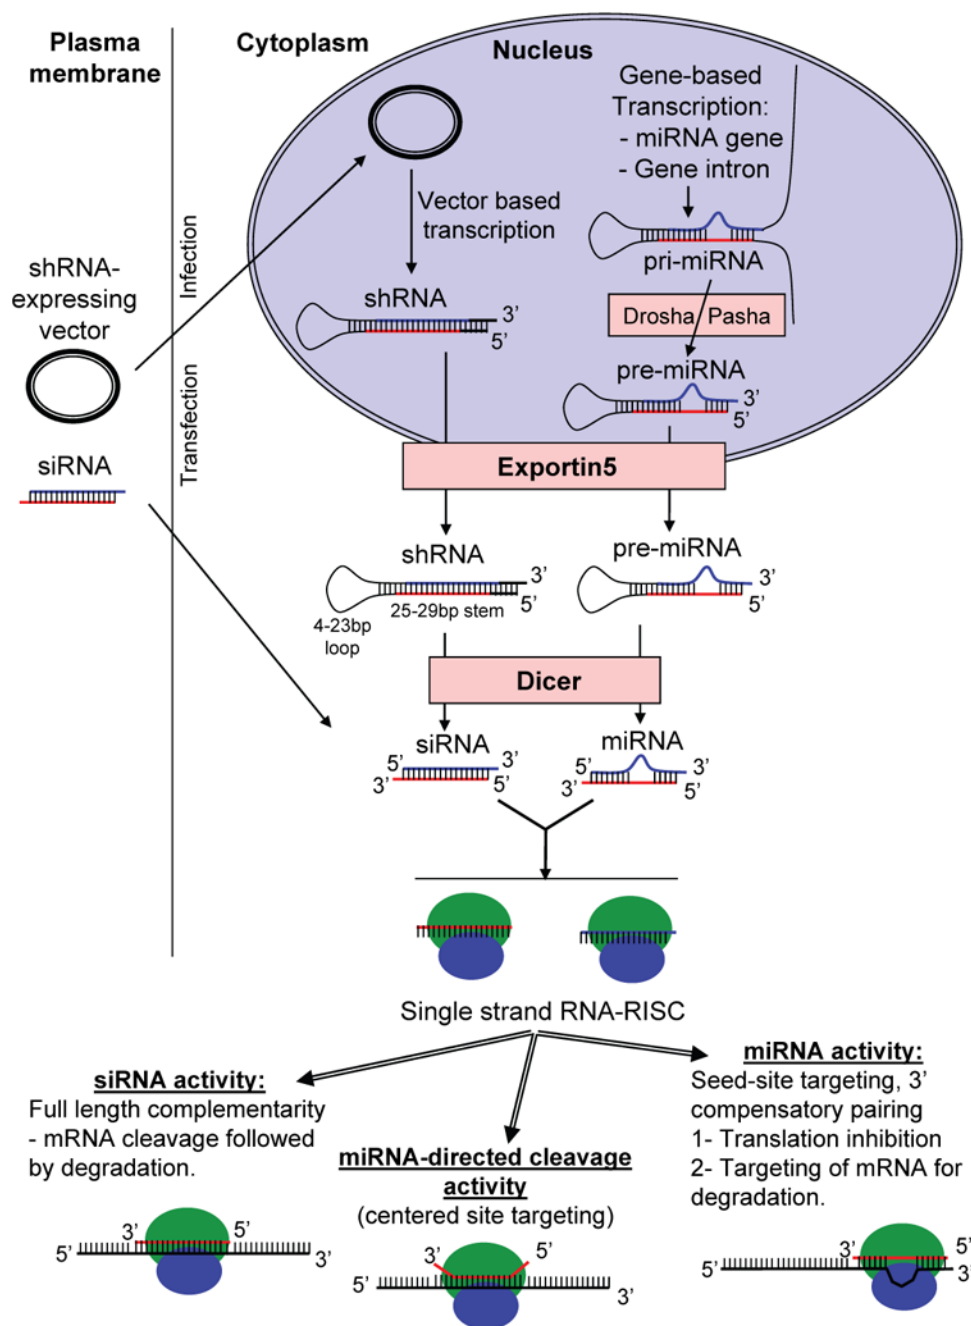 Plasma
membrane
Cytoplasm
Nucleus
Gene-based
Transcription:
- miRNA gene
- Gene intron
Vector based
transcription
pri-miRNA
Infection
shRNA-
expressing
vector
shRNA
3’
5’
Drosha Pasha
pre-miRNA
3’
5’
Transfection
siRNA
Exportin5
shRNA
3’
5’
25-29bp stem
4-23bp
loop
pre-miRNA
3’
5’
Dicer
siRNA
5’ 3’
3’ 5’
miRNA
5’ 3’
3’ 5’
Single strand RNA-RISC
siRNA activity:
Full length complementarity
- mRNA cleavage followed
by degradation.
3’ 5’
5’ 3’
miRNA-directed cleavage
activity
(centered site targeting)
3’ 5’
5’ 3’
miRNA activity:
Seed-site targeting, 3’
compensatory pairing
1- Translation inhibition
2- Targeting of mRNA for
degradation.
3’ 5’
5’ 3’